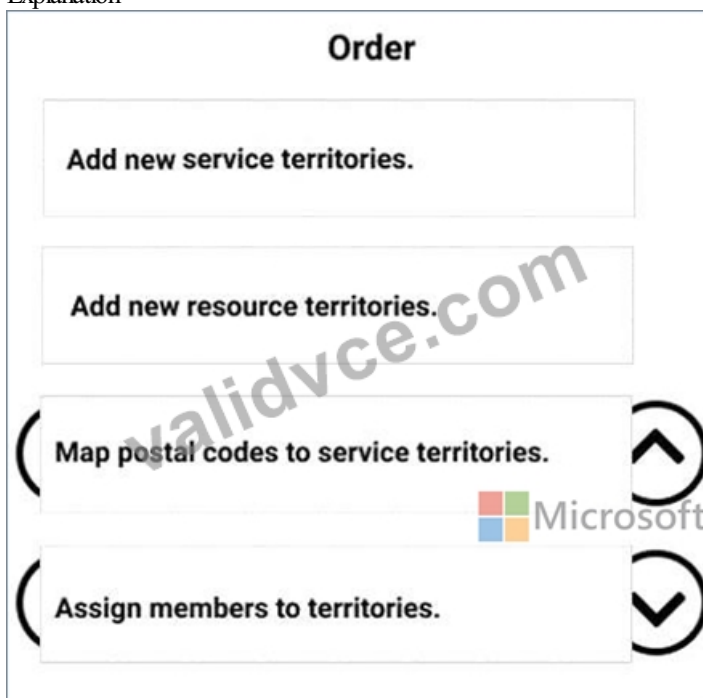 Explanation
Order
Add new service territories.
Add new resource territories.
validvce.com
Map postal codes to service territories.
Microsoft
Assign members to territories.